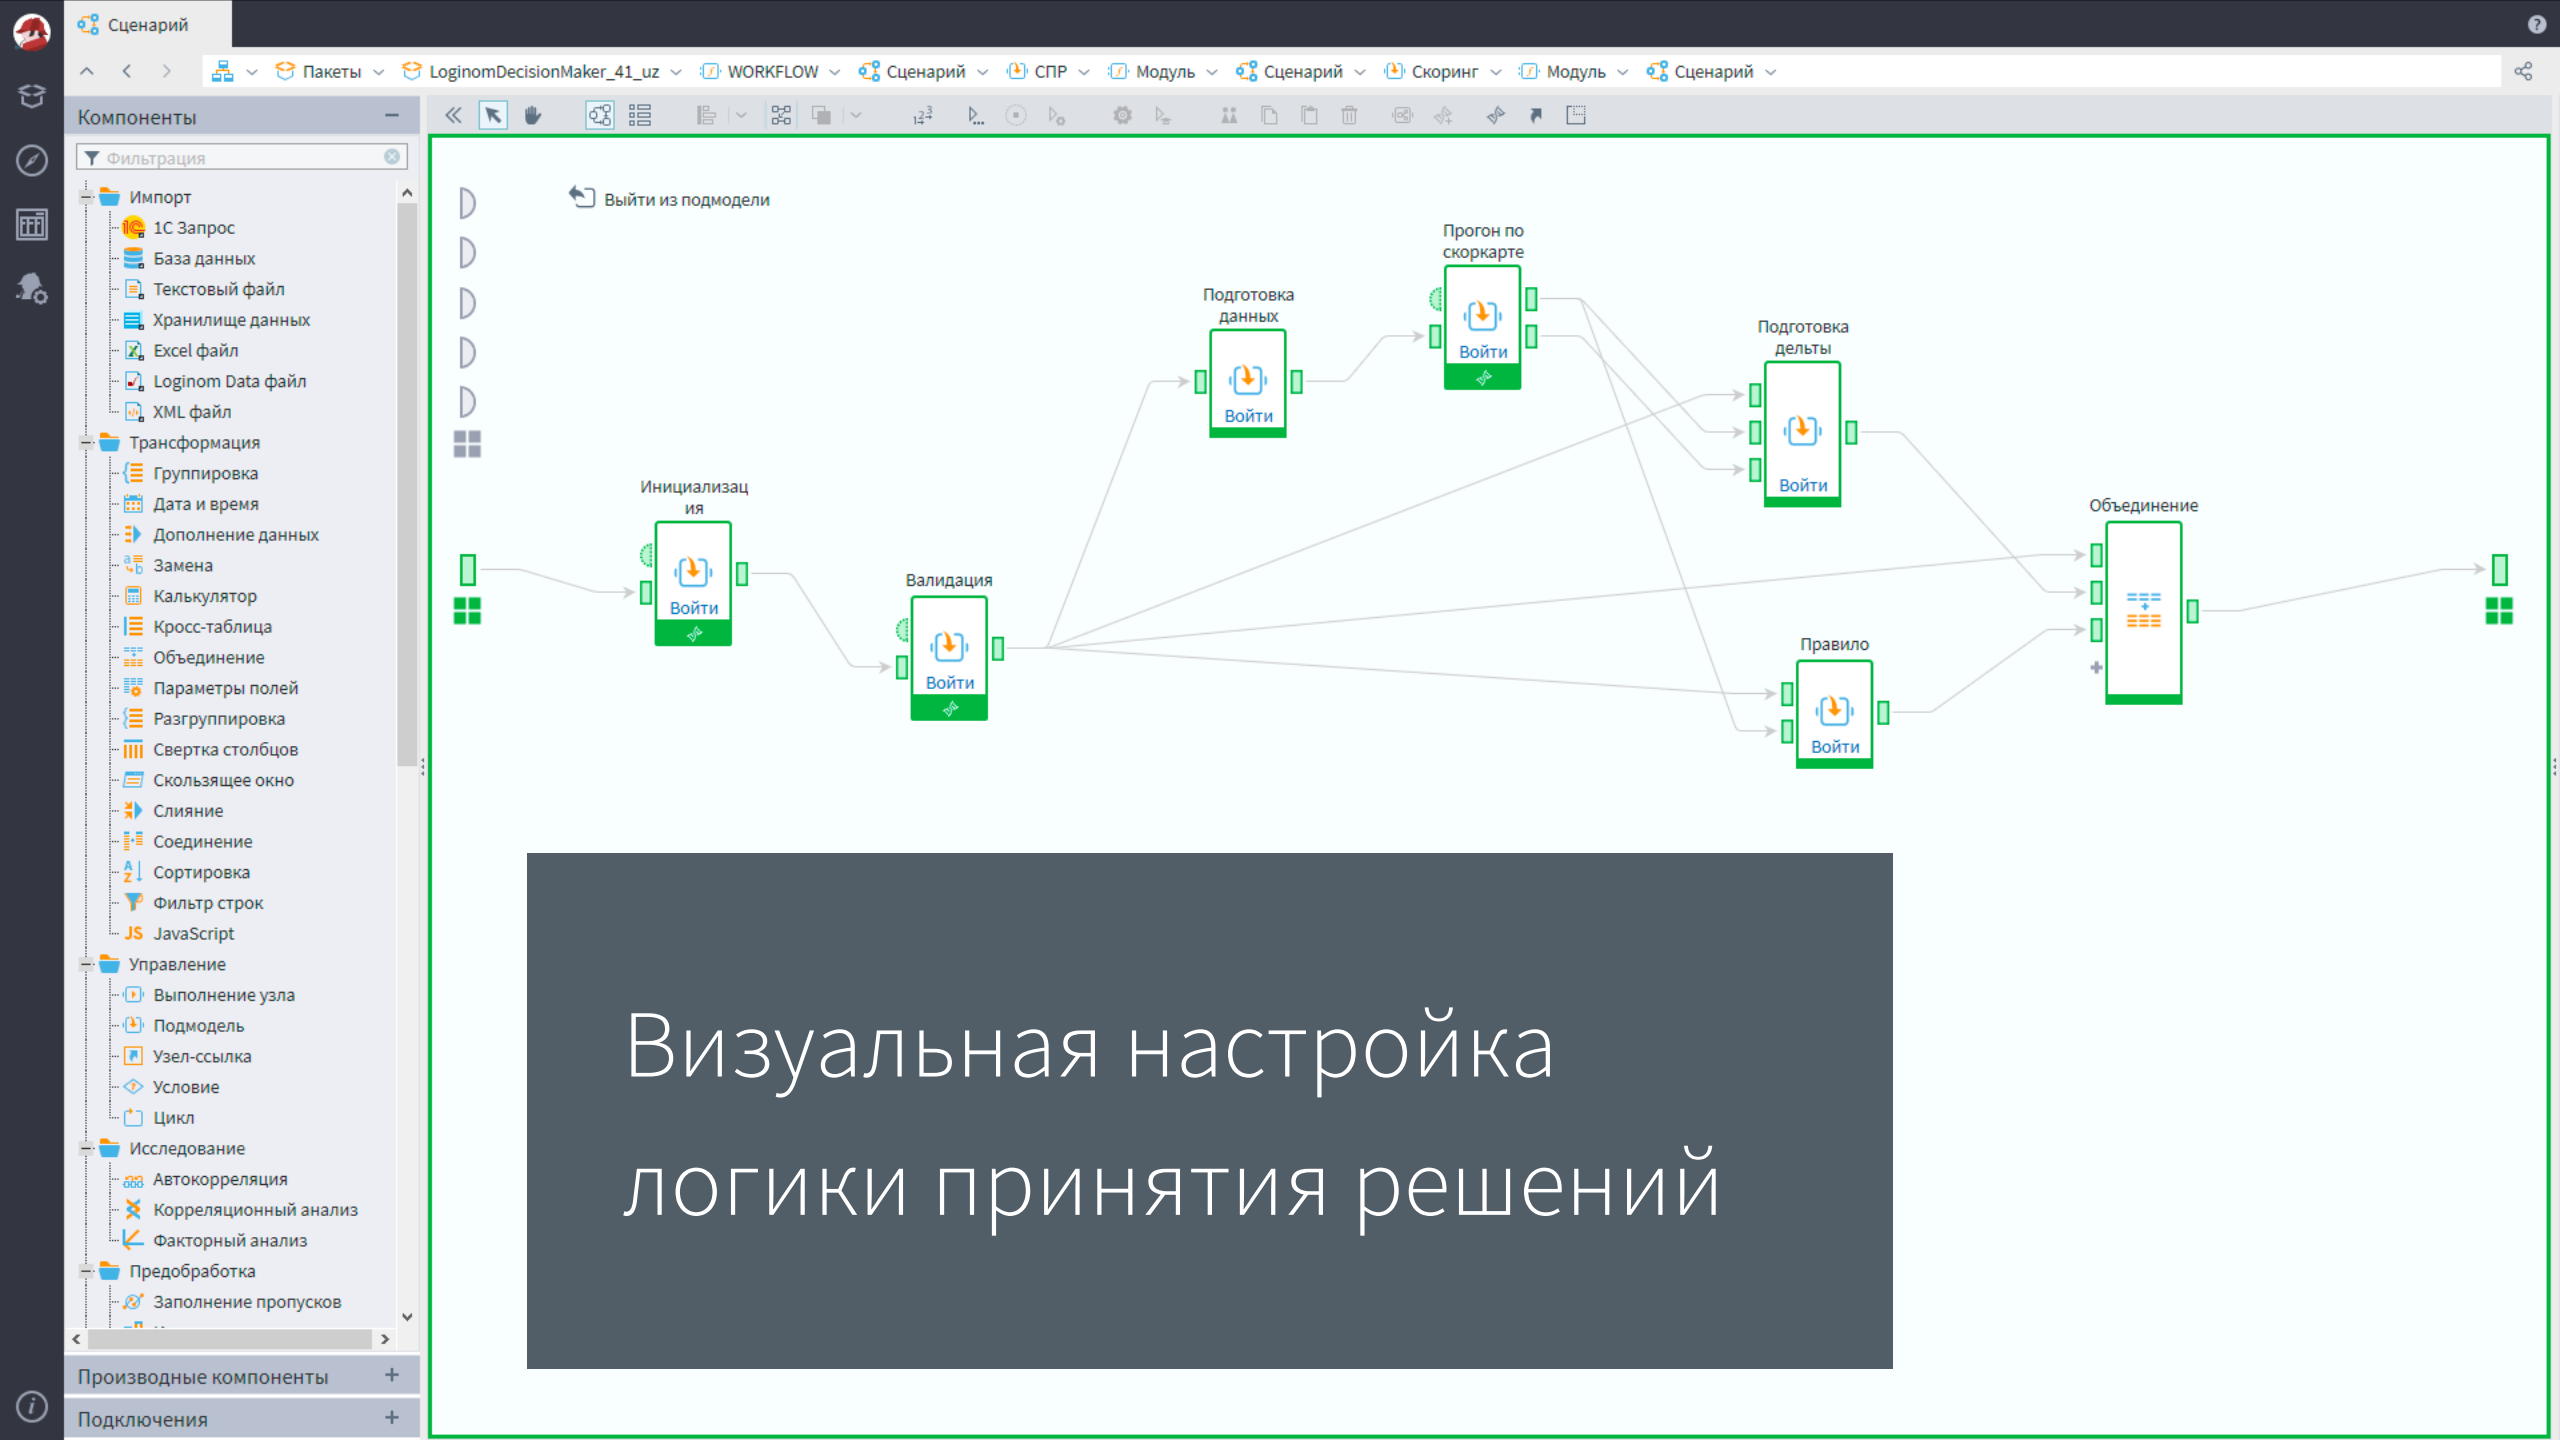 Сценарий
Пакеты
LoginomDecisionMaker_41_uz
WORKFLOW
Сценарий
СПР
Модуль
Сценарий
Скоринг
Модуль
Сценарий
Компоненты
Фильтрация
Импорт
1С Запрос
База данных
Текстовый файл
Хранилище данных
Excel файл
Loginom Data файл
XML файл
Трансформация
Группировка
Дата и время
Дополнение данных
Замена
Калькулятор
Кросс-таблица
Объединение
Параметры полей
Разгруппировка
Свертка столбцов
Скользящее окно
Слияние
Соединение
Сортировка
Фильтр строк
JavaScript
Управление
Выполнение узла
Подмодель
Узел-ссылка
Условие
Цикл
Исследование
Автокорреляция
Корреляционный анализ
Факторный анализ
Предобработка
Заполнение пропусков
Производные компоненты
Подключения
Выйти из подмодели
Инициализац
ия
Войти
Валидация
Войти
Подготовка
данных
Войти
Прогон по
скоркарте
Войти
Подготовка
дельты
Войти
Правило
Войти
Объединение
Визуальная настройка
логики принятия решений